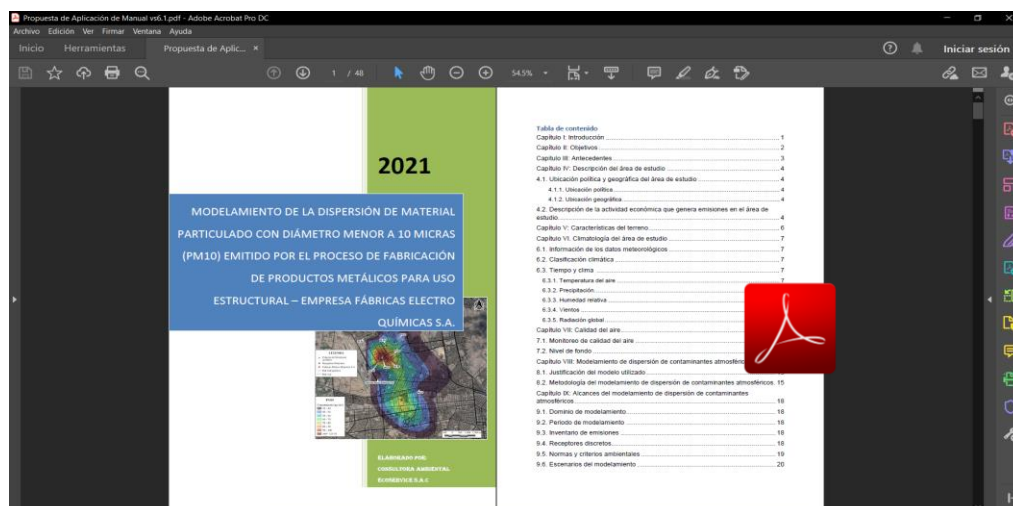 Propuesta de Aplicación de Manual vs6.1.pdf - Adobe Acrobat Pro DC
Archivo Edición Ver Firmar Ventana Ayuda
Inicio Herramientas Propuesta de Aplic... × Iniciar sesión
1 / 48 54.5%
2021
MODELAMIENTO DE LA DISPERSIÓN DE MATERIAL
PARTICULADO CON DIÁMETRO MENOR A 10 MICRAS
(PM10) EMITIDO POR EL PROCESO DE FABRICACIÓN
DE PRODUCTOS METÁLICOS PARA USO
ESTRUCTURAL – EMPRESA FÁBRICAS ELECTRO
QUÍMICAS S.A.
ELABORADO POR:
CONSULTORA AMBIENTAL
ECOSERVICE S.A.C
Tabla de contenido
Capítulo I: Introducción 1
Capítulo II: Objetivos 2
Capítulo III: Antecedentes 3
Capítulo IV: Descripción del área de estudio 4
4.1. Ubicación política y geográfica del área de estudio 4
4.1.1. Ubicación política 4
4.1.2. Ubicación geográfica 4
4.2. Descripción de la actividad económica que genera emisiones en el área de
estudio 4
Capítulo V: Características del terreno 6
Capítulo VI. Climatología del área de estudio 7
6.1. Información de los datos meteorológicos 7
6.2. Clasificación climática 7
6.3. Tiempo y clima 7
6.3.1. Temperatura del aire 7
6.3.2. Precipitación
6.3.3. Humedad relativa
6.3.4. Vientos
6.3.5. Radiación global
Capítulo VII: Calidad del aire
7.1. Monitoreo de calidad del aire
7.2. Nivel de fondo
Capítulo VIII: Modelamiento de dispersión de contaminantes
8.1. Justificación del modelo utilizado
8.2. Metodología del modelamiento de dispersión de contaminantes atmosféricos. 15
Capítulo IX: Alcances del modelamiento de dispersión de contaminantes
atmosféricos 18
9.1. Dominio de modelamiento 18
9.2. Periodo de modelamiento 18
9.3. Inventario de emisiones 18
9.4. Receptores discretos 18
9.5. Normas y criterios ambientales 19
9.6. Escenarios del modelamiento 20